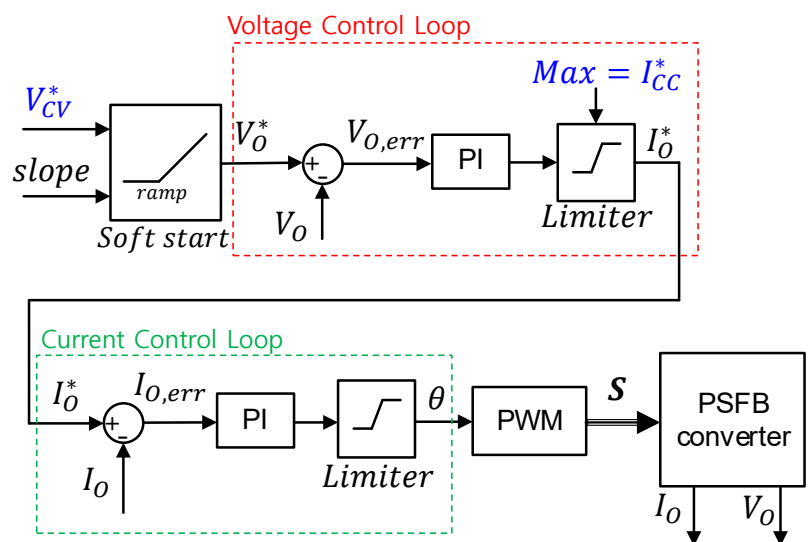 Voltage Control Loop
V*CV
slope
ramp
Soft start
V*O
+
-
VO
VO,err
PI
Max = I*CC
Limiter
I*O
Current Control Loop
I*O
+
-
IO
IO,err
PI
Limiter
θ
PWM
S
PSFB
converter
IO
VO